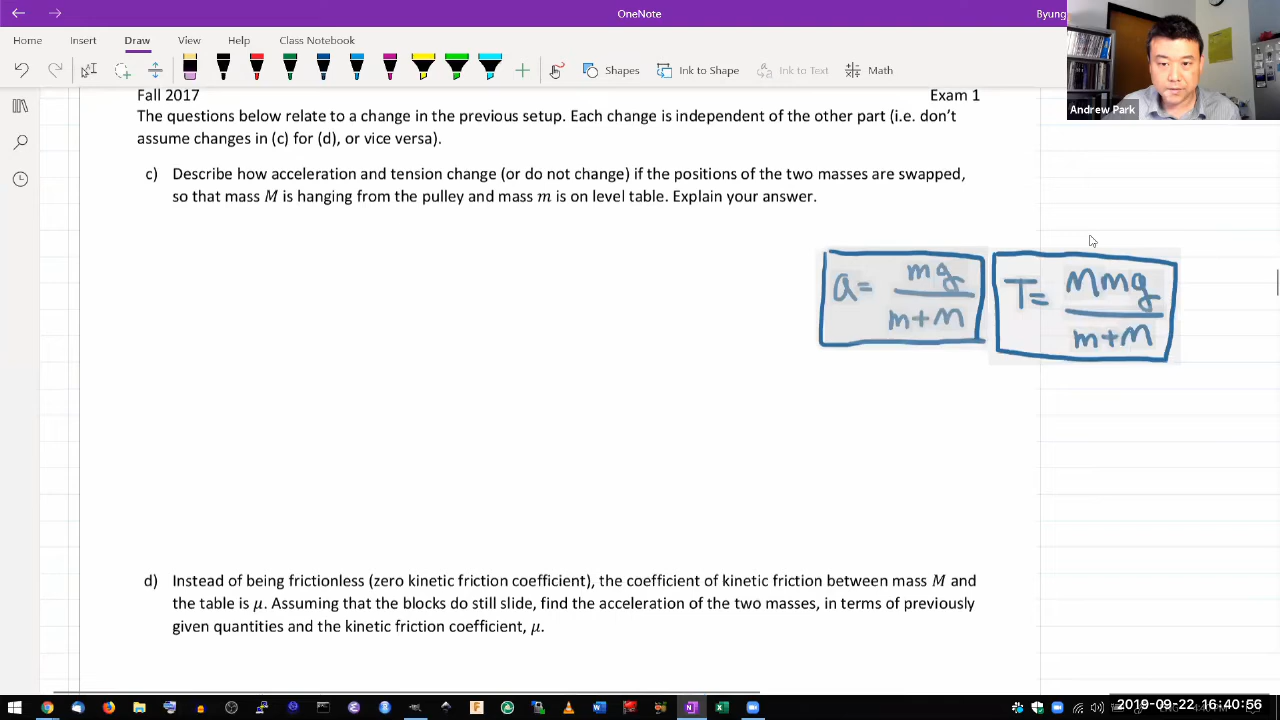 OneNote
Byung
Home Insert Draw View Help Class Notebook
Shapes Ink to Shape Ink to Text Math
Andrew Park
Fall 2017 Exam 1
The questions below relate to a change in the previous setup. Each change is independent of the other part (i.e. don't
assume changes in (c) for (d), or vice versa).
c) Describe how acceleration and tension change (or do not change) if the positions of the two masses are swapped,
so that mass M is hanging from the pulley and mass m is on level table. Explain your answer.
a = mg / m+M
T = Mmg / m+M
d) Instead of being frictionless (zero kinetic friction coefficient), the coefficient of kinetic friction between mass M and
the table is μ. Assuming that the blocks do still slide, find the acceleration of the two masses, in terms of previously
given quantities and the kinetic friction coefficient, μ.
2019-09-22 16:40:56